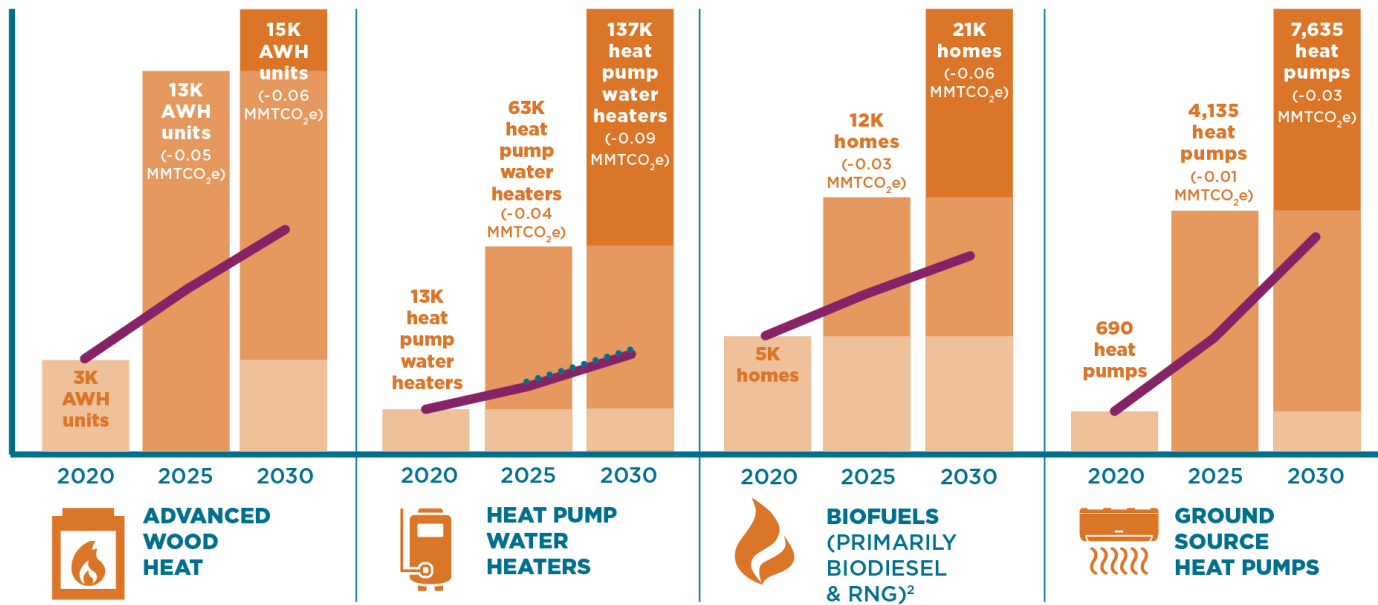 3K
AWH
units
13K AWH
units
(-0.05
MMTCO₂e)
15K
AWH
units
(-0.06
MMTCO₂e)
13K
heat
pump
water
heaters
63K
heat
pump
water
heaters
(-0.04
MMTCO₂e)
137K
heat
pump
water
heaters
(-0.09
MMTCO₂e)
5K
homes
12K
homes
(-0.03
MMTCO₂e)
21K
homes
(-0.06
MMTCO₂e)
690
heat
pumps
4,135
heat
pumps
(-0.01
MMTCO₂e)
7,635
heat
pumps
(-0.03
MMTCO₂e)
2020 2025 2030
2020 2025 2030
2020 2025 2030
2020 2025 2030
ADVANCED
WOOD
HEAT
HEAT PUMP
WATER
HEATERS
BIOFUELS
(PRIMARILY
BIODIESEL
& RNG)²
GROUND
SOURCE
HEAT PUMPS